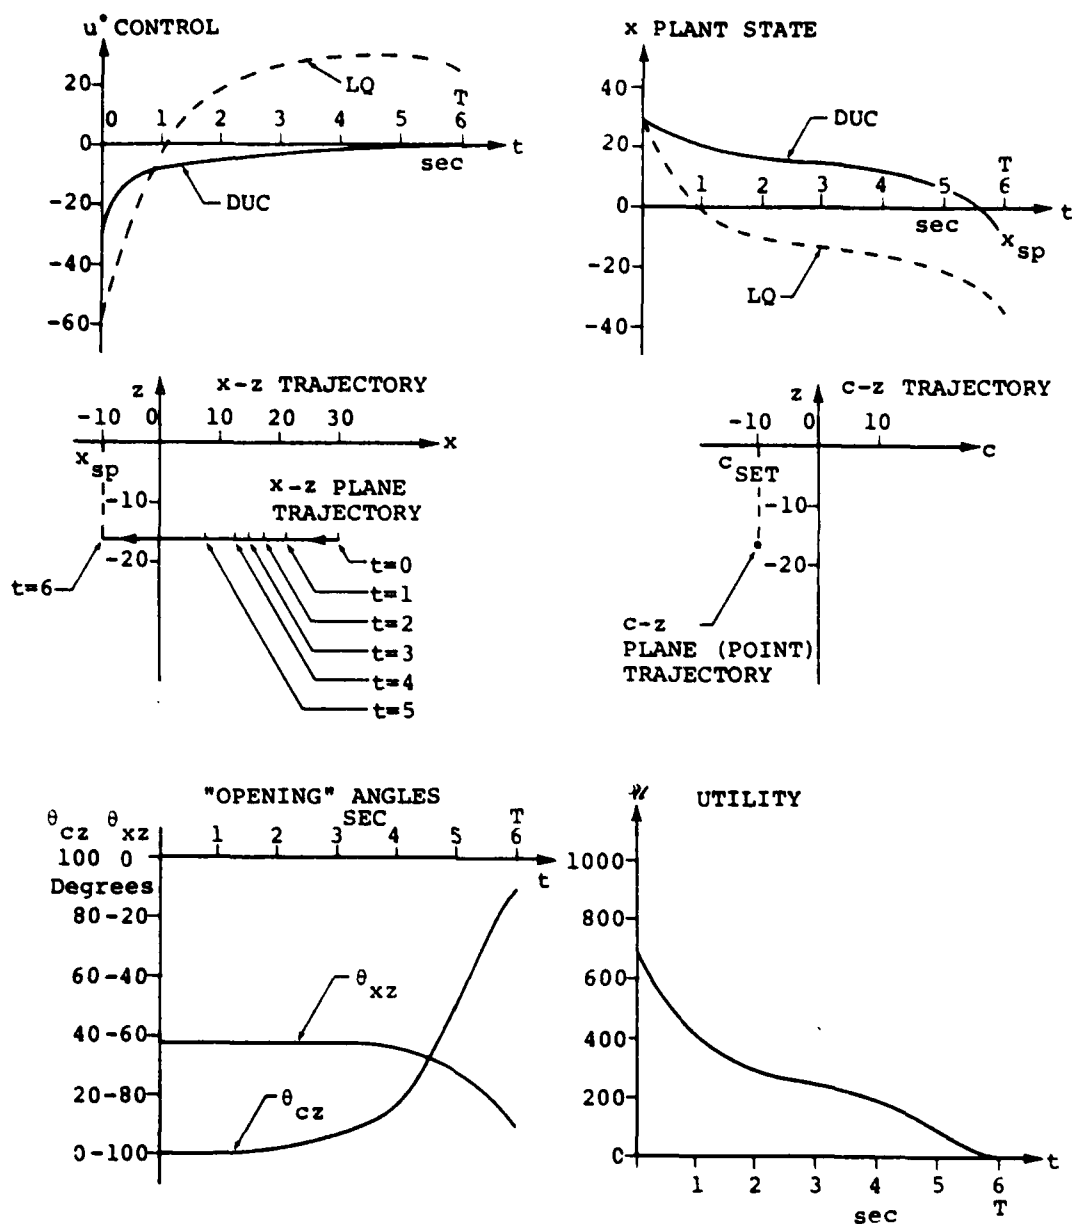 u* CONTROL
20
0
-20
-40
-60
0 1 2 3 4 5 6
T
sec
t
LQ
DUC
x PLANT STATE
40
20
0
-20
-40
1 2 3 4 5 6
T
sec
t
DUC
LQ
x sp
z
x-z TRAJECTORY
-10 0 10 20 30
x
x sp
-10
-20
x-z PLANE
TRAJECTORY
t=0
t=1
t=2
t=3
t=4
t=5
t=6
z
c-z TRAJECTORY
-10 0 10
c
c SET
-10
-20
c-z
PLANE (POINT)
TRAJECTORY
"OPENING" ANGLES
SEC
θcz θxz
1 2 3 4 5 6
T
t
100 0
Degrees
80-20
60-40
40-60
20-80
0-100
θxz
θcz
UTILITY
1000
800
600
400
200
0
1 2 3 4 5 6
t
sec
T